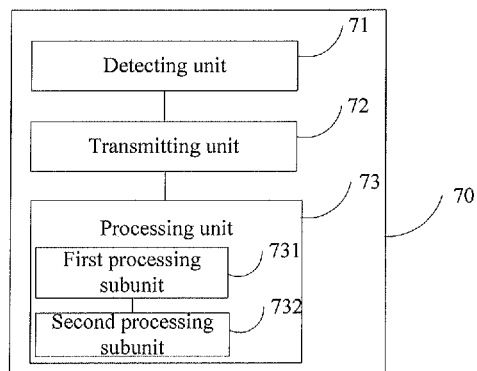 71
Detecting unit
72
Transmitting unit
73
Processing unit
70
731
First processing
subunit
732
Second processing
subunit